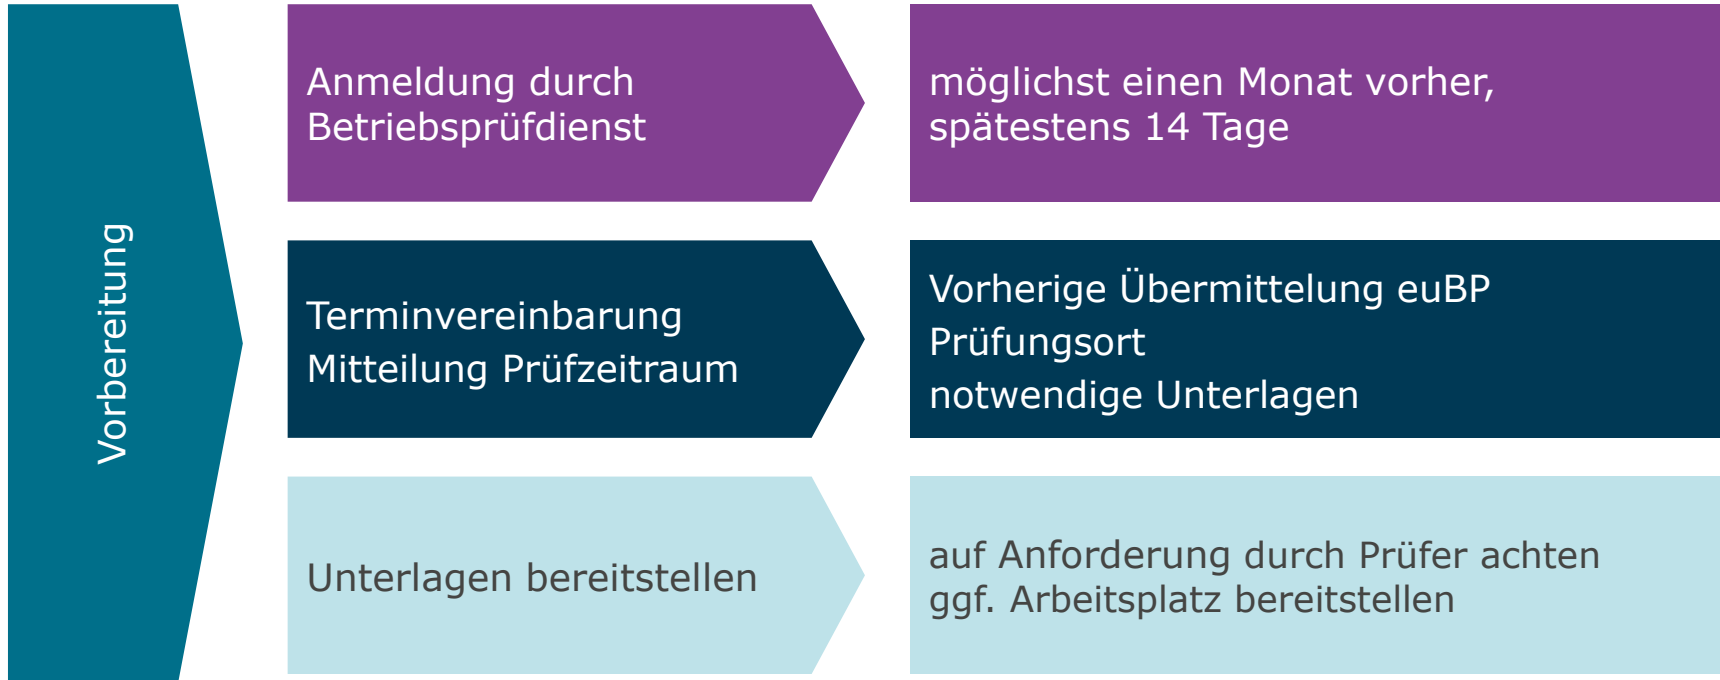 Vorbereitung
Anmeldung durch
Betriebsprüfdienst
möglichst einen Monat vorher,
spätestens 14 Tage
Terminvereinbarung
Mitteilung Prüfzeitraum
Vorherige Übermittelung euBP
Prüfungsort
notwendige Unterlagen
Unterlagen bereitstellen
auf Anforderung durch Prüfer achten
ggf. Arbeitsplatz bereitstellen